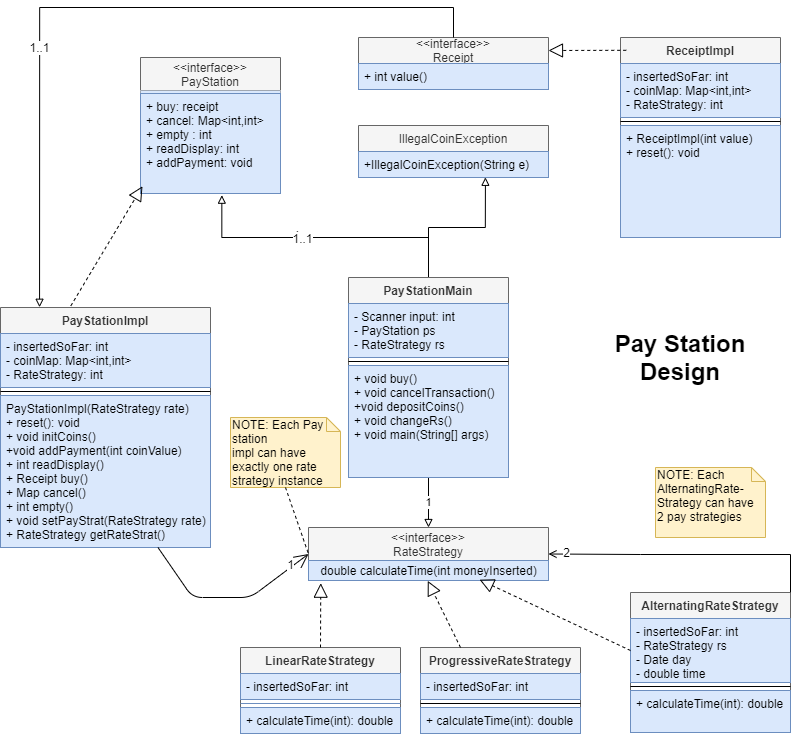 1..1
<<interface>>
Receipt
+ int value()
ReceiptImpl
- insertedSoFar: int
- coinMap: Map<int,int>
- RateStrategy: int
+ ReceiptImpl(int value)
+ reset(): void
<<interface>>
PayStation
+ buy: receipt
+ cancel: Map<int,int>
+ empty : int
+ readDisplay: int
+ addPayment: void
IllegalCoinException
+IllegalCoinException(String e)
1..1
PayStationMain
- Scanner input: int
- PayStation ps
- RateStrategy rs
+ void buy()
+ void cancelTransaction()
+void depositCoins()
+ void changeRs()
+ void main(String[] args)
PayStationImpl
- insertedSoFar: int
- coinMap: Map<int,int>
- RateStrategy: int
PayStationImpl(RateStrategy rate)
+ reset(): void
+ void initCoins()
+void addPayment(int coinValue)
+ int readDisplay()
+ Receipt buy()
+ Map cancel()
+ int empty()
+ void setPayStrat(RateStrategy rate)
+ RateStrategy getRateStrat()
Pay Station
Design
NOTE: Each Pay
station
impl can have
exactly one rate
strategy instance
NOTE: Each
AlternatingRate-
Strategy can have
2 pay strategies
1
<<interface>>
RateStrategy
double calculateTime(int moneyInserted)
1
2
LinearRateStrategy
- insertedSoFar: int
+ calculateTime(int): double
ProgressiveRateStrategy
- insertedSoFar: int
+ calculateTime(int): double
AlternatingRateStrategy
- insertedSoFar: int
- RateStrategy rs
- Date day
- double time
+ calculateTime(int): double